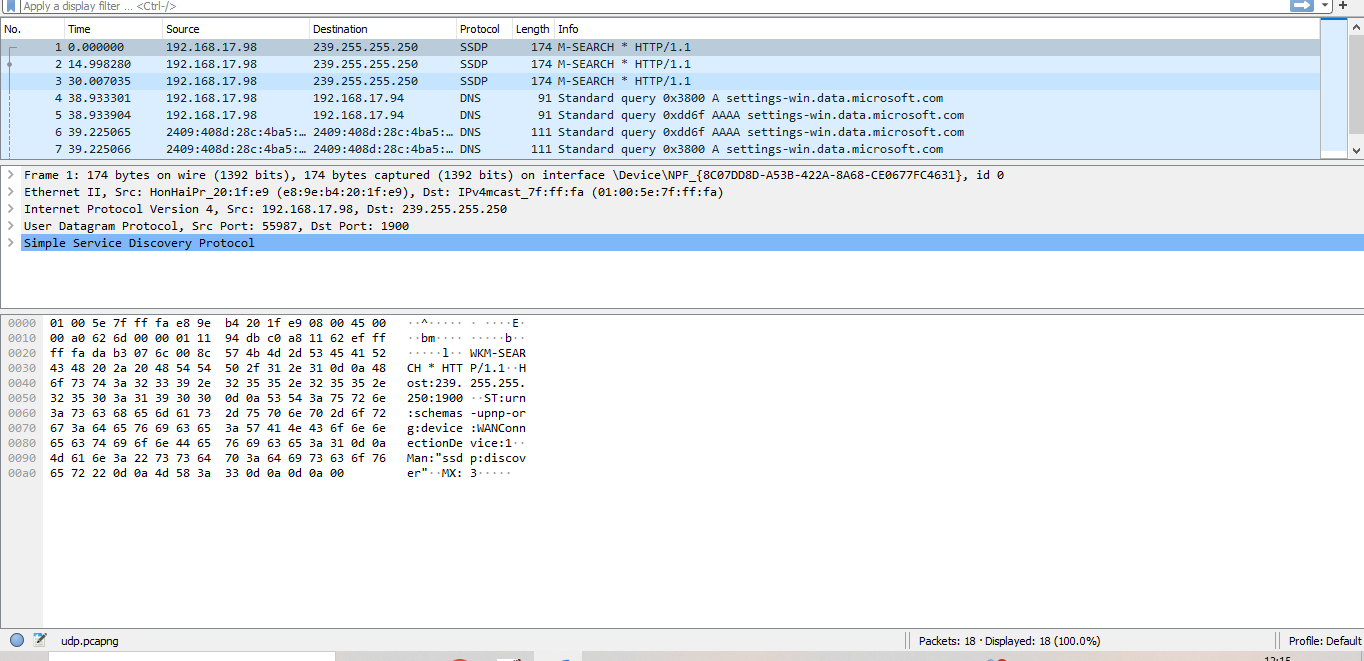 Apply a display filter ... <Ctrl-/>
No. Time Source Destination Protocol Length Info
1 0.000000 192.168.17.98 239.255.255.250 SSDP 174 M-SEARCH * HTTP/1.1
2 14.998280 192.168.17.98 239.255.255.250 SSDP 174 M-SEARCH * HTTP/1.1
3 30.007035 192.168.17.98 239.255.255.250 SSDP 174 M-SEARCH * HTTP/1.1
4 38.933301 192.168.17.98 192.168.17.94 DNS 91 Standard query 0x3800 A settings-win.data.microsoft.com
5 38.933904 192.168.17.98 192.168.17.94 DNS 91 Standard query 0xdd6f AAAA settings-win.data.microsoft.com
6 39.225065 2409:408d:28c:4ba5:… 2409:408d:28c:4ba5:… DNS 111 Standard query 0xdd6f AAAA settings-win.data.microsoft.com
7 39.225066 2409:408d:28c:4ba5:… 2409:408d:28c:4ba5:… DNS 111 Standard query 0x3800 A settings-win.data.microsoft.com
Frame 1: 174 bytes on wire (1392 bits), 174 bytes captured (1392 bits) on interface \Device\NPF_{8C07DD8D-A53B-422A-8A68-CE0677FC4631}, id 0
Ethernet II, Src: HonHaiPr_20:1f:e9 (e8:9e:b4:20:1f:e9), Dst: IPv4mcast_7f:ff:fa (01:00:5e:7f:ff:fa)
Internet Protocol Version 4, Src: 192.168.17.98, Dst: 239.255.255.250
User Datagram Protocol, Src Port: 55987, Dst Port: 1900
Simple Service Discovery Protocol
0000 01 00 5e 7f ff fa e8 9e b4 20 1f e9 08 00 45 00 ··^····· · ····E·
0010 00 a0 62 6d 00 00 01 11 94 db c0 a8 11 62 ef ff ··bm···· ·····b··
0020 ff fa da b3 07 6c 00 8c 57 4b 4d 2d 53 45 41 52 ·····l·· WKM-SEAR
0030 43 48 20 2a 20 48 54 54 50 2f 31 2e 31 0d 0a 48 CH * HTT P/1.1··H
0040 6f 73 74 3a 32 33 39 2e 32 35 35 2e 32 35 35 2e ost:239. 255.255.
0050 32 35 30 3a 31 39 30 30 0d 0a 53 54 3a 75 72 6e 250:1900 ··ST:urn
0060 3a 73 63 68 65 6d 61 73 2d 75 70 6e 70 2d 6f 72 :schemas -upnp-or
0070 67 3a 64 65 76 69 63 65 3a 57 41 4e 43 6f 6e 6e g:device :WANConn
0080 65 63 74 69 6f 6e 44 65 76 69 63 65 3a 31 0d 0a ectionDe vice:1··
0090 4d 61 6e 3a 22 73 73 64 70 3a 64 69 73 63 6f 76 Man:"ssd p:discov
00a0 65 72 22 0d 0a 4d 58 3a 33 0d 0a 0d 0a 00 er"··MX: 3·····
udp.pcapng Packets: 18 · Displayed: 18 (100.0%) Profile: Default